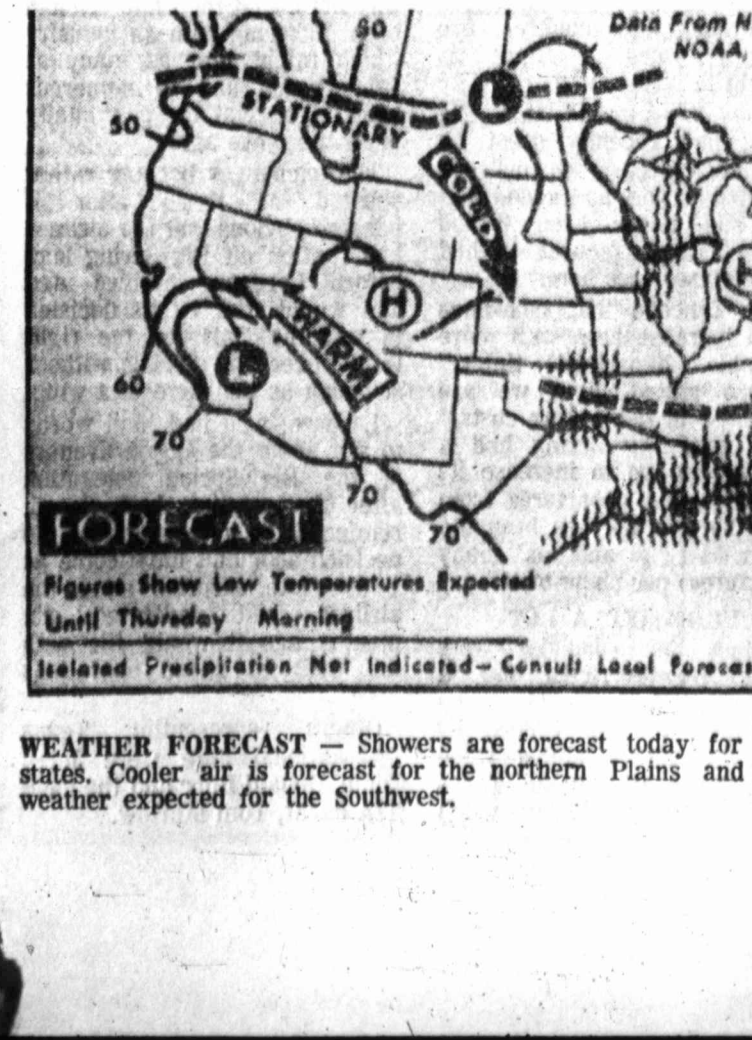 Data From
NOAA,
50
L
STATIONARY
50
COLD
H
H
WARM
L
60
70
70
70
FORECAST
Figures Show Low Temperatures Expected
Until Thursday Morning
Isolated Precipitation Not Indicated— Consult Local
WEATHER FORECAST — Showers are forecast today for
states. Cooler air is forecast for the northern Plains and
weather expected for the Southwest.